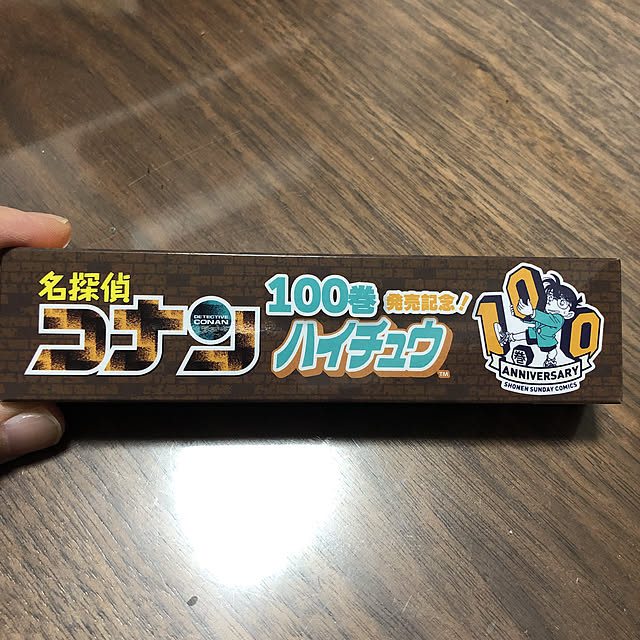 名探偵
コナン
DETECTIVE
CONAN
100巻 発売記念!
ハイチュウ
TM
100
巻
ANNIVERSARY
SHONEN SUNDAY COMICS